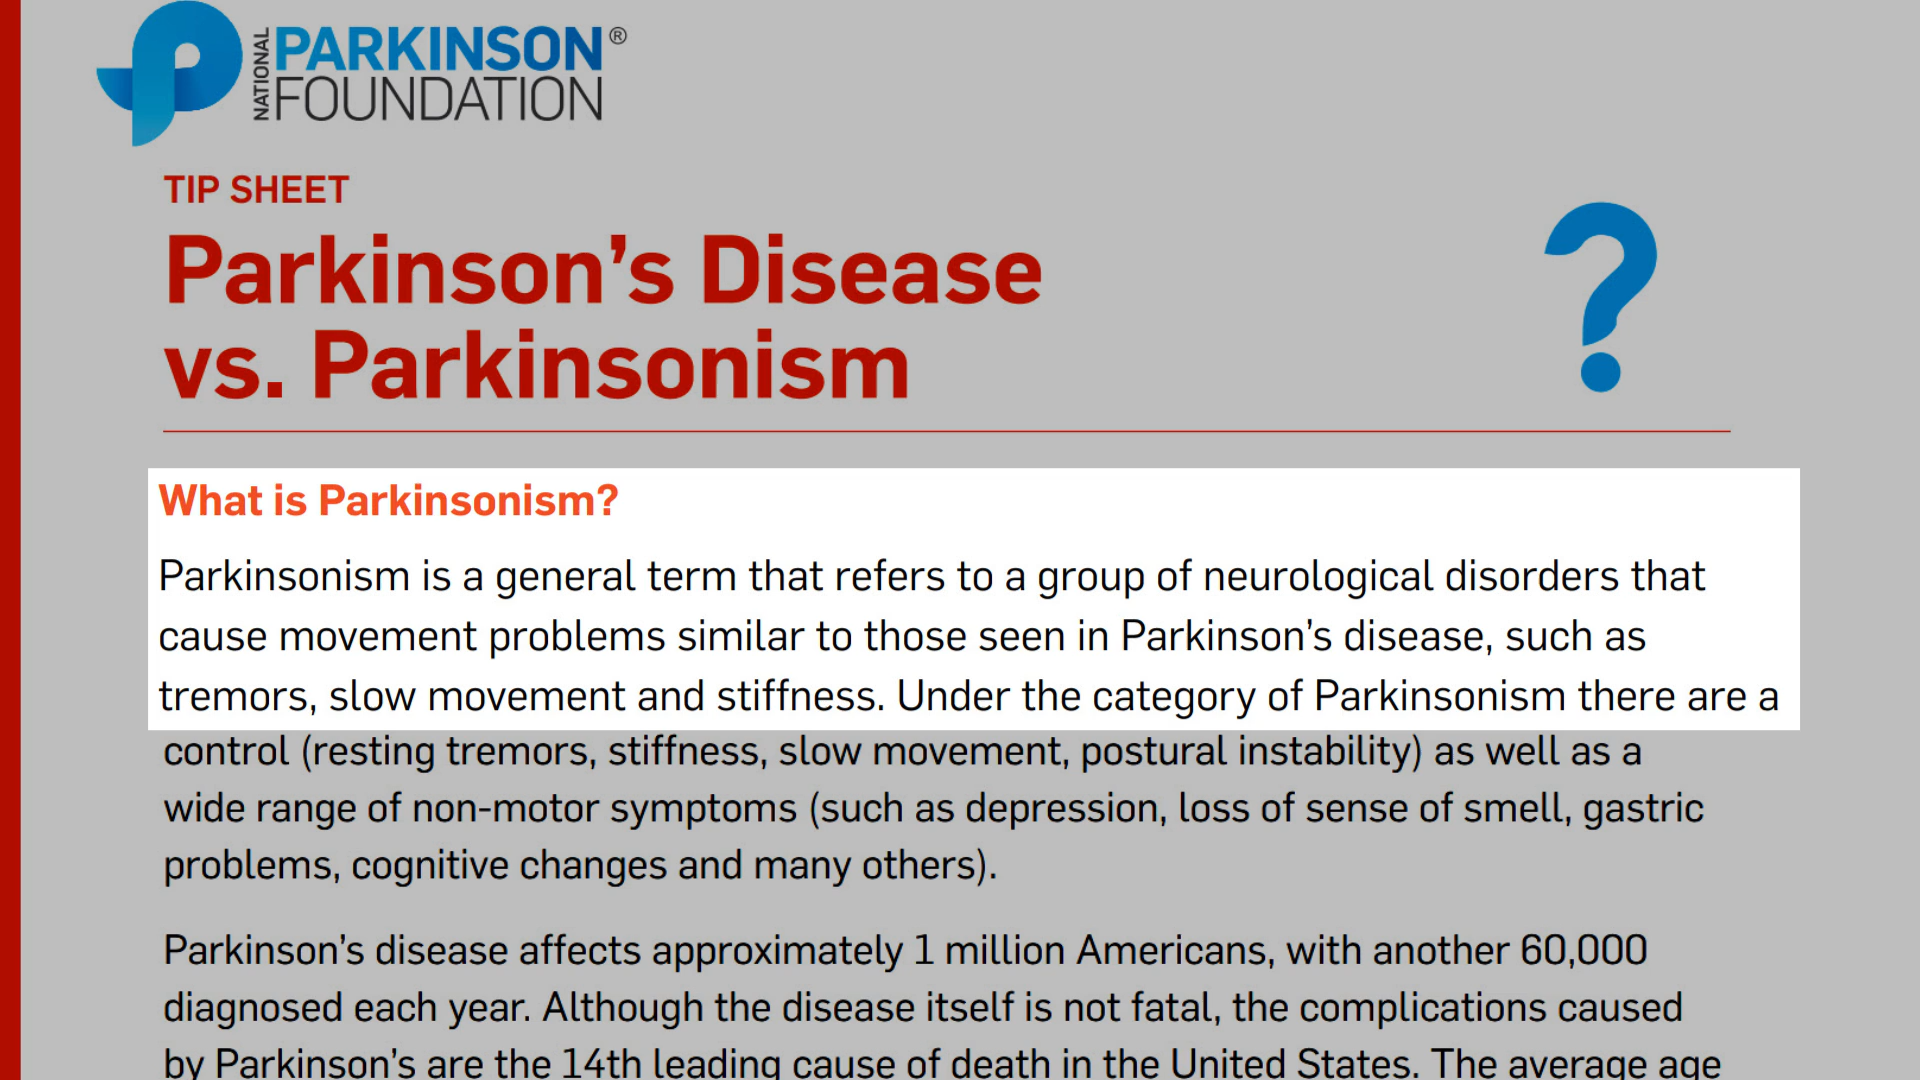 NATIONAL
PARKINSON®
FOUNDATION
TIP SHEET
Parkinson’s Disease
vs. Parkinsonism
?
What is Parkinsonism?
Parkinsonism is a general term that refers to a group of neurological disorders that
cause movement problems similar to those seen in Parkinson’s disease, such as
tremors, slow movement and stiffness. Under the category of Parkinsonism there are a
control (resting tremors, stiffness, slow movement, postural instability) as well as a
wide range of non-motor symptoms (such as depression, loss of sense of smell, gastric
problems, cognitive changes and many others).
Parkinson’s disease affects approximately 1 million Americans, with another 60,000
diagnosed each year. Although the disease itself is not fatal, the complications caused
by Parkinson’s are the 14th leading cause of death in the United States. The average age